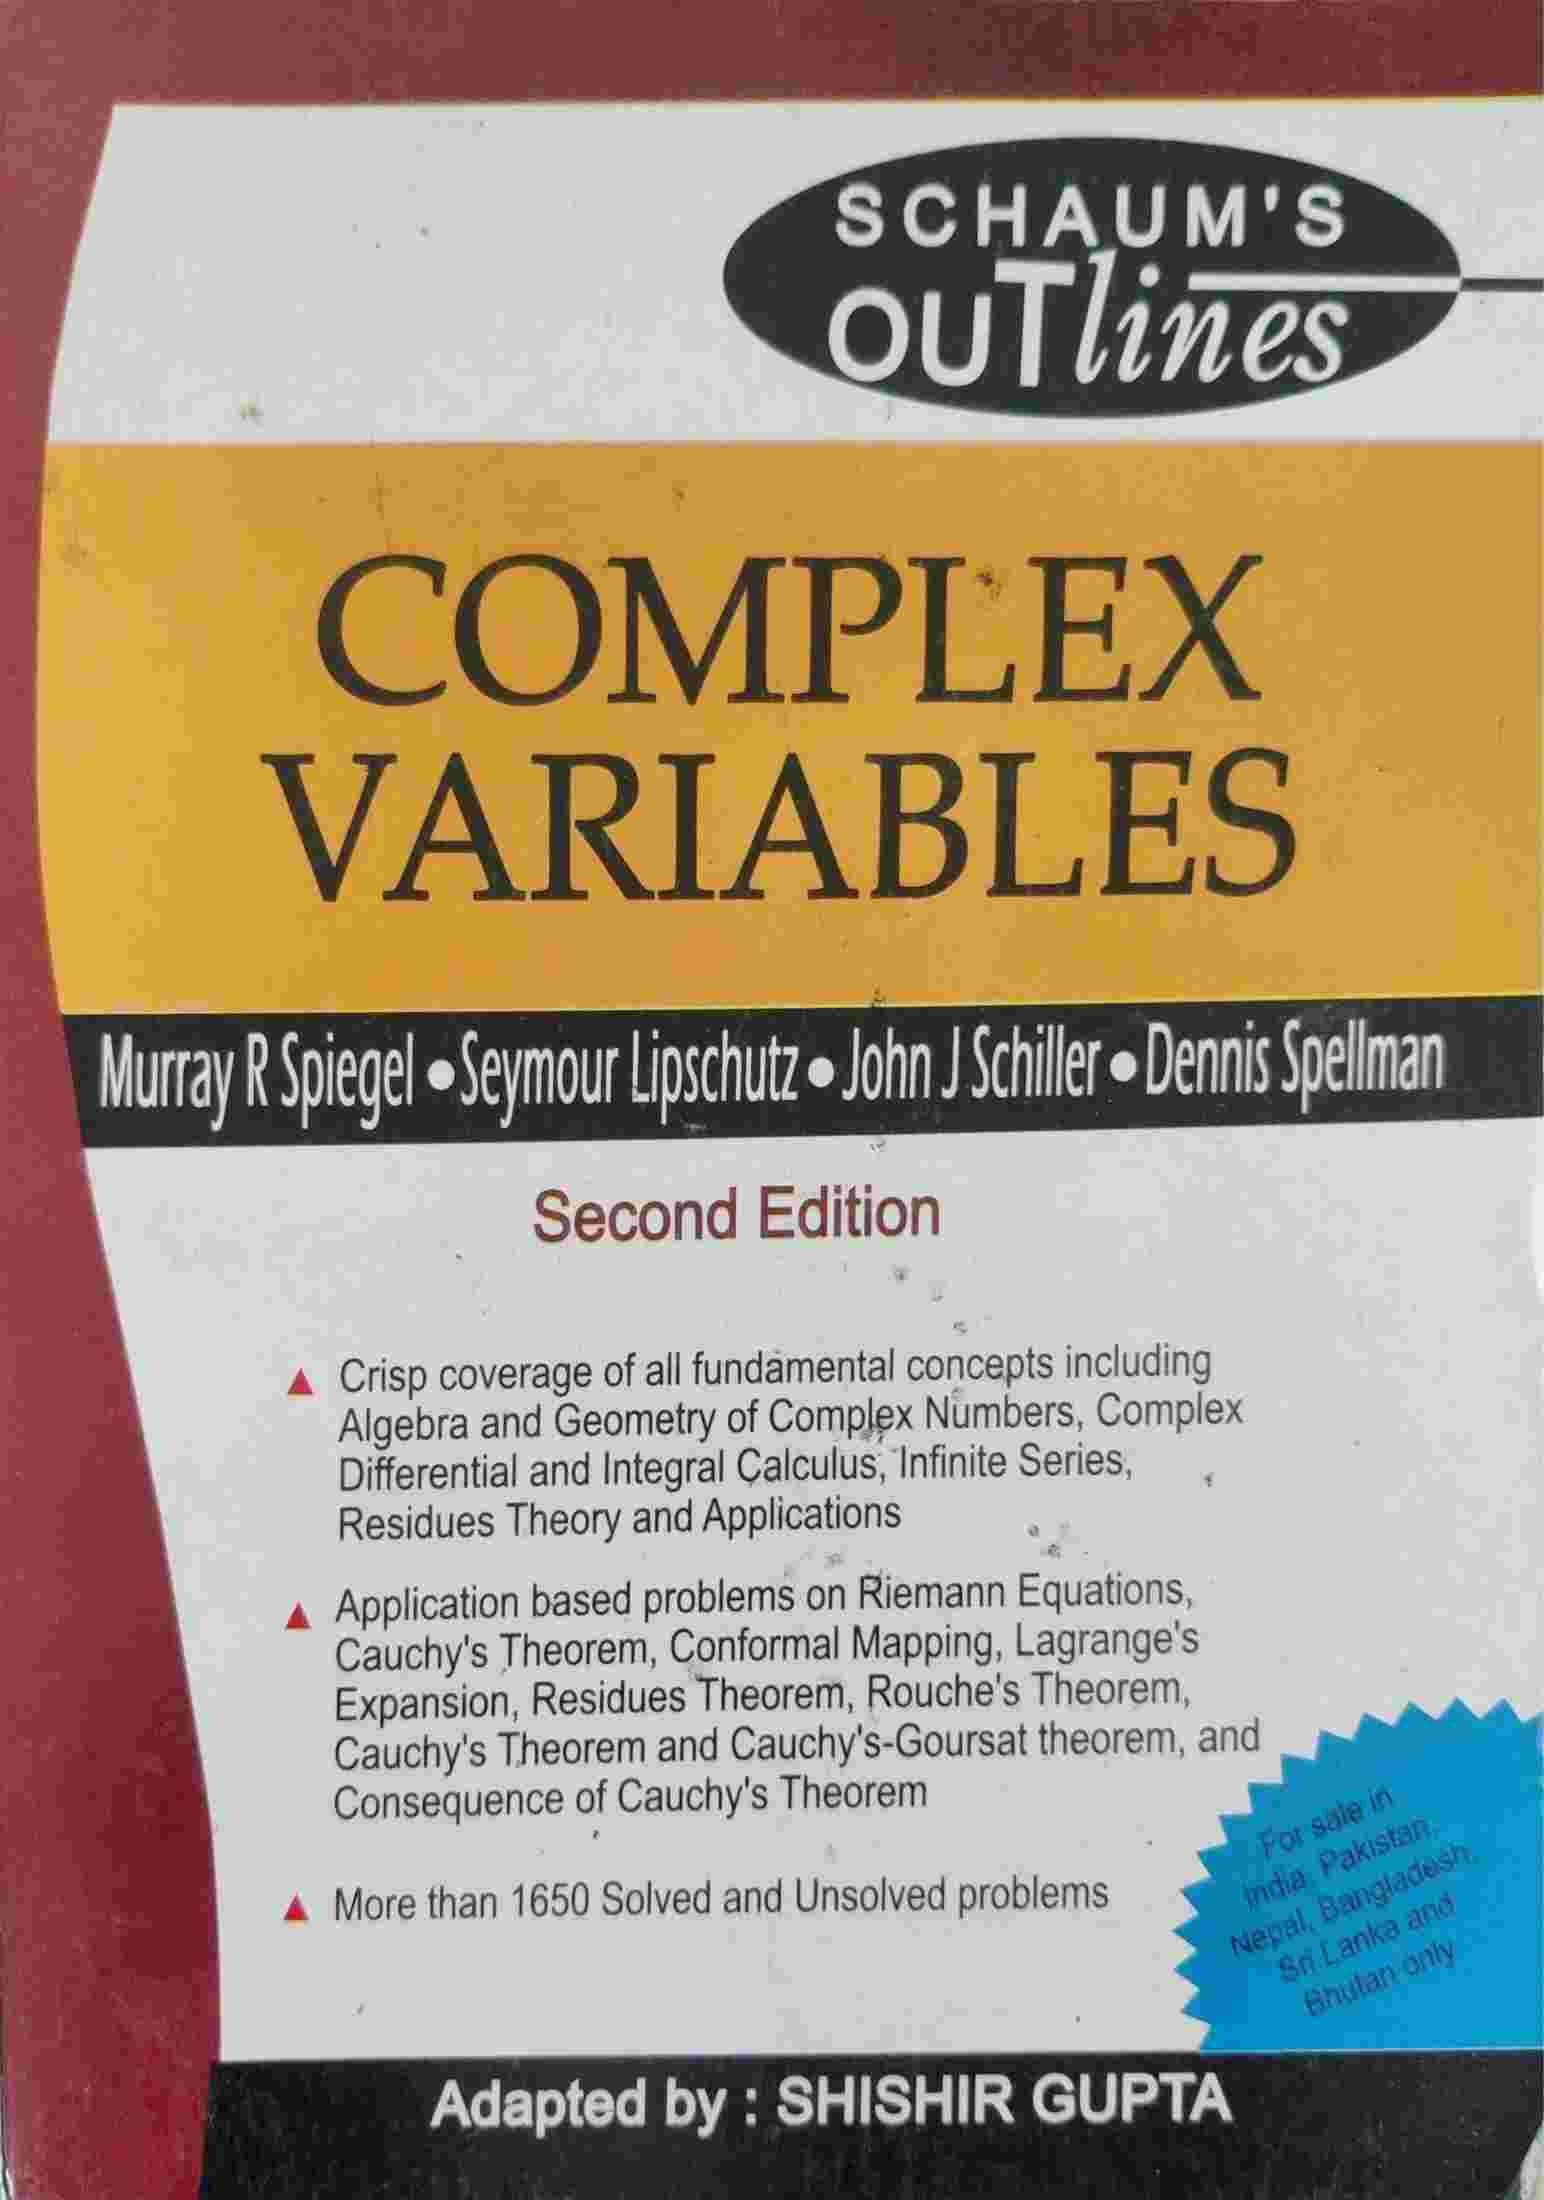 SCHAUM'S
OUTlines
COMPLEX
VARIABLES
Murray R Spiegel ● Seymour Lipschutz ● John J Schiller ● Dennis Spellman
Second Edition
▲ Crisp coverage of all fundamental concepts including
Algebra and Geometry of Complex Numbers, Complex
Differential and Integral Calculus, Infinite Series,
Residues Theory and Applications
▲ Application based problems on Riemann Equations,
Cauchy's Theorem, Conformal Mapping, Lagrange's
Expansion, Residues Theorem, Rouche's Theorem,
Cauchy's Theorem and Cauchy's-Goursat theorem, and
Consequence of Cauchy's Theorem
▲ More than 1650 Solved and Unsolved problems
For sale in
India, Pakistan,
Nepal, Bangladesh,
Sri Lanka and
Bhutan only
Adapted by : SHISHIR GUPTA